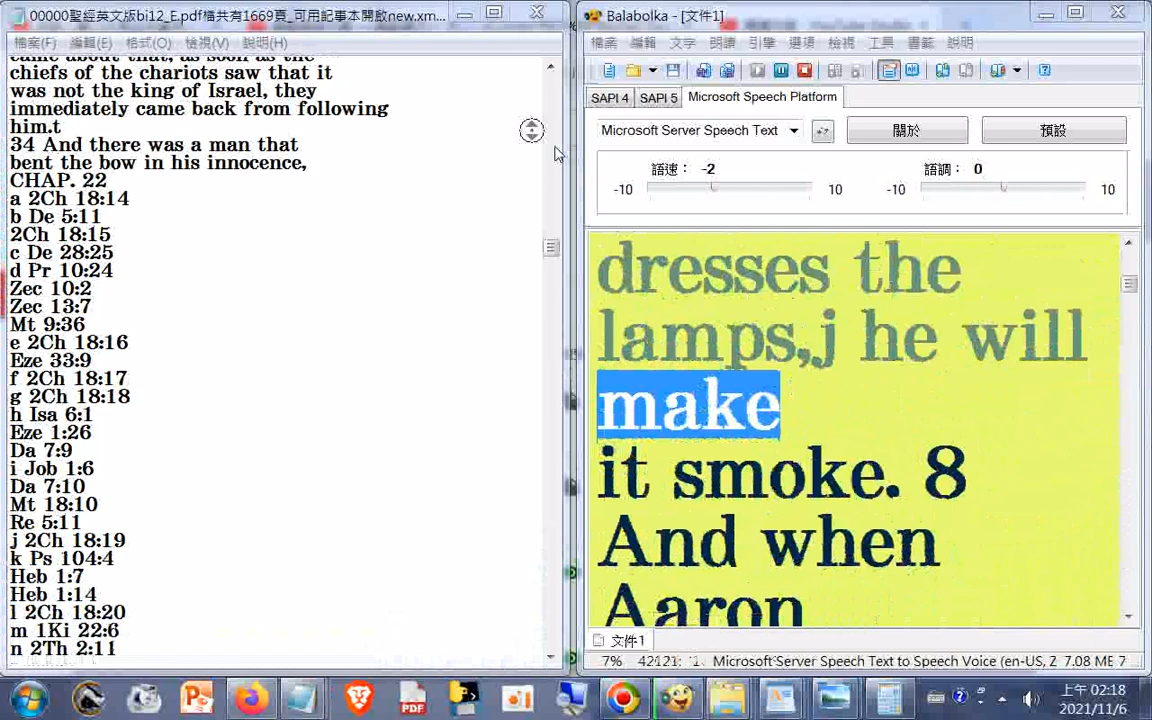 00000聖經英文版bi12_E.pdf檔共有1669頁_可用記事本開啟new.xm...
檔案(F) 編輯(E) 格式(O) 檢視(V) 說明(H)
came about that, as soon as the
chiefs of the chariots saw that it
was not the king of Israel, they
immediately came back from following
him.t
34 And there was a man that
bent the bow in his innocence,
CHAP. 22
a 2Ch 18:14
b De 5:11
2Ch 18:15
c De 28:25
d Pr 10:24
Zec 10:2
Zec 13:7
Mt 9:36
e 2Ch 18:16
Eze 33:9
f 2Ch 18:17
g 2Ch 18:18
h Isa 6:1
Eze 1:26
Da 7:9
i Job 1:6
Da 7:10
Mt 18:10
Re 5:11
j 2Ch 18:19
k Ps 104:4
Heb 1:7
Heb 1:14
l 2Ch 18:20
m 1Ki 22:6
n 2Th 2:11
Balabolka - [文件1]
檔案 編輯 文字 朗讀 引擎 選項 檢視 工具 書籤 說明
SAPI 4 SAPI 5 Microsoft Speech Platform
Microsoft Server Speech Text 關於 預設
語速： -2 語調： 0
-10 10 -10 10
dresses the
lamps,j he will
make
it smoke. 8
And when
Aaron
文件1
7% 42121: Microsoft Server Speech Text to Speech Voice (en-US, 2 7.08 MB 7
PDF
上午 02:18
2021/11/6